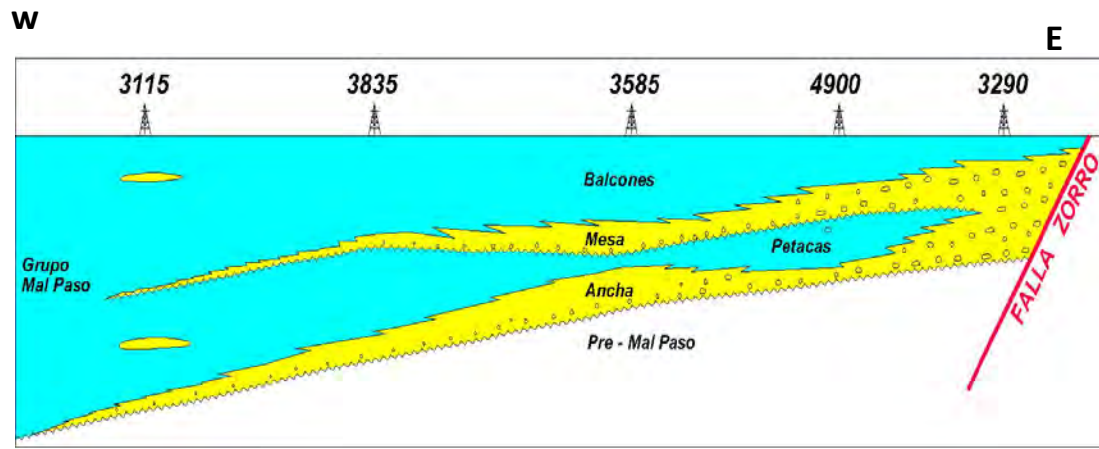 W
E
3115
3835
3585
4900
3290
Balcones
Mesa
Petacas
Grupo
Mal Paso
Ancha
Pre - Mal Paso
FALLA ZORRO